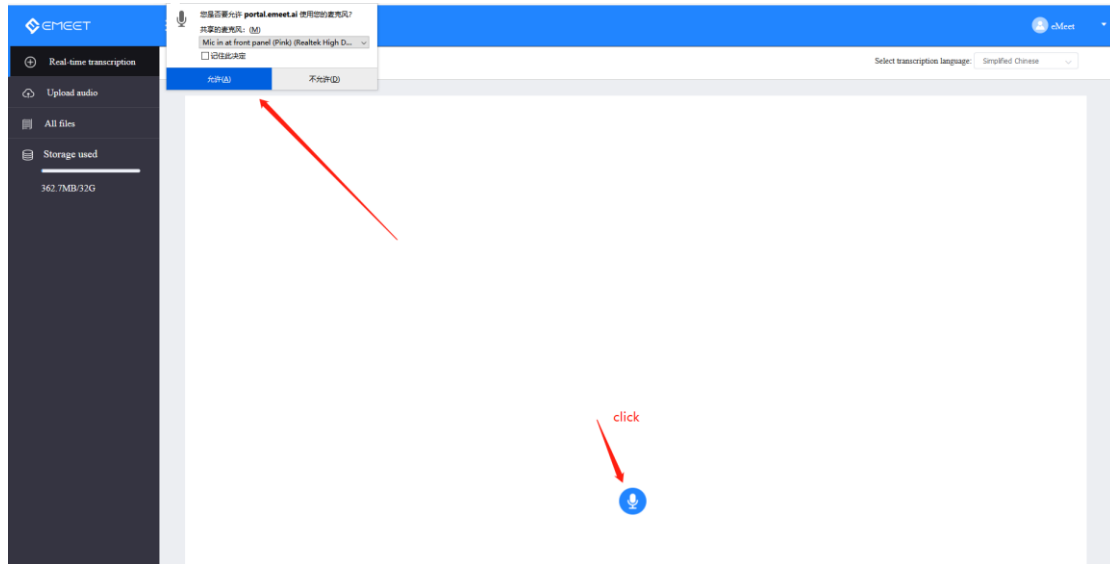 EMEET
您是否要允许 portal.emeet.ai 使用您的麦克风?
共享的麦克风: (M)
Mic in at front panel (Pink) (Realtek High D...
记住此决定
允许(A)
不允许(D)
eMeet
Real-time transcription
Select transcription language:
Simplified Chinese
Upload audio
All files
Storage used
362.7MB/32G
click